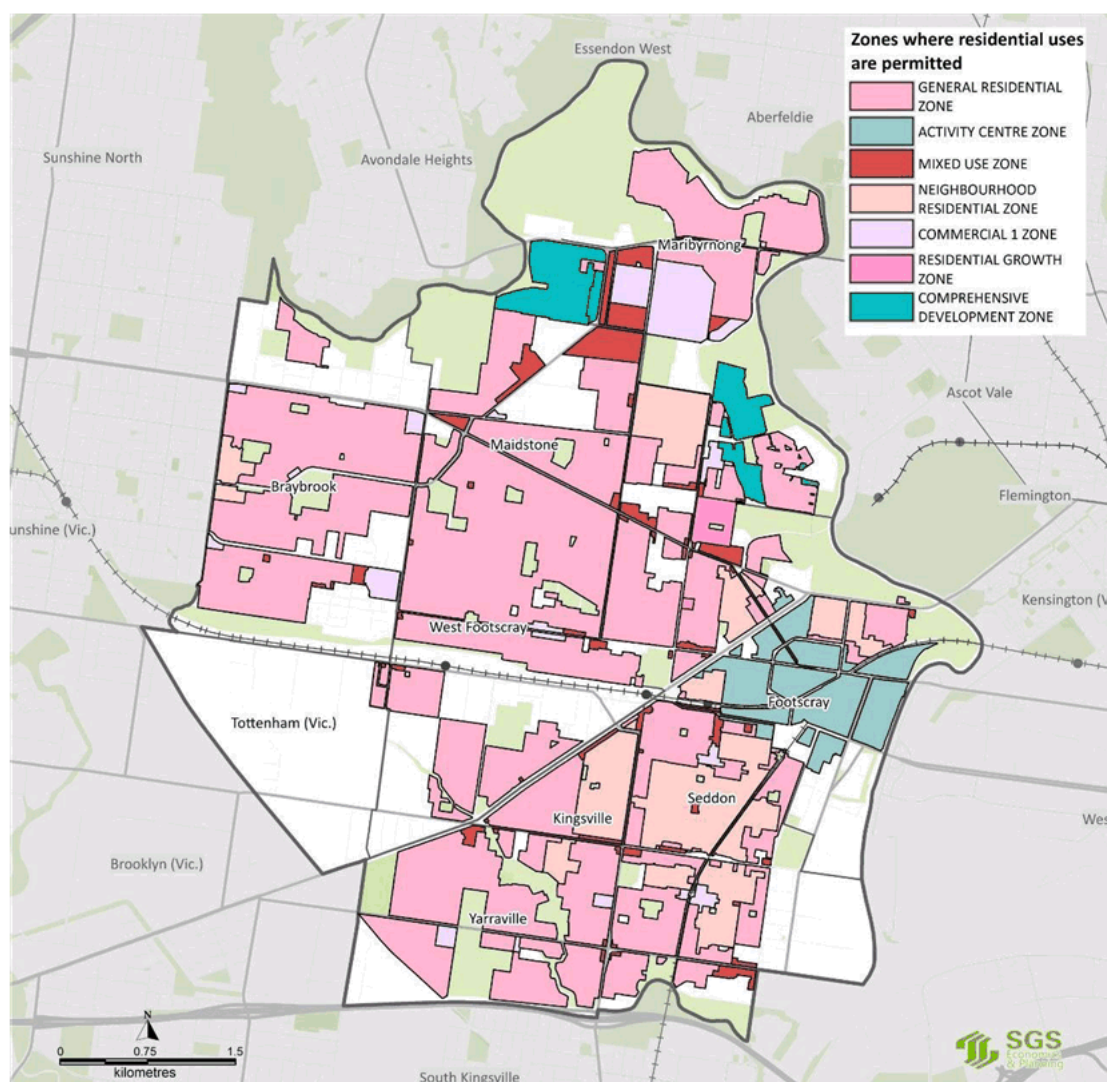 Essendon West
Zones where residential uses
are permitted
GENERAL RESIDENTIAL
ZONE
ACTIVITY CENTRE ZONE
MIXED USE ZONE
NEIGHBOURHOOD
RESIDENTIAL ZONE
COMMERCIAL 1 ZONE
RESIDENTIAL GROWTH
ZONE
COMPREHENSIVE
DEVELOPMENT ZONE
Aberfeldie
Sunshine North
Avondale Heights
Maribyrnong
Ascot Vale
Maidstone
Braybrook
Flemington
unshine (Vic.)
Kensington (V
West Footscray
Footscray
Tottenham (Vic.)
Seddon
Kingsville
Wes
Brooklyn (Vic.)
Yarraville
N
0 0.75 1.5
kilometres
SGS
Economics
& Planning
South Kingsville